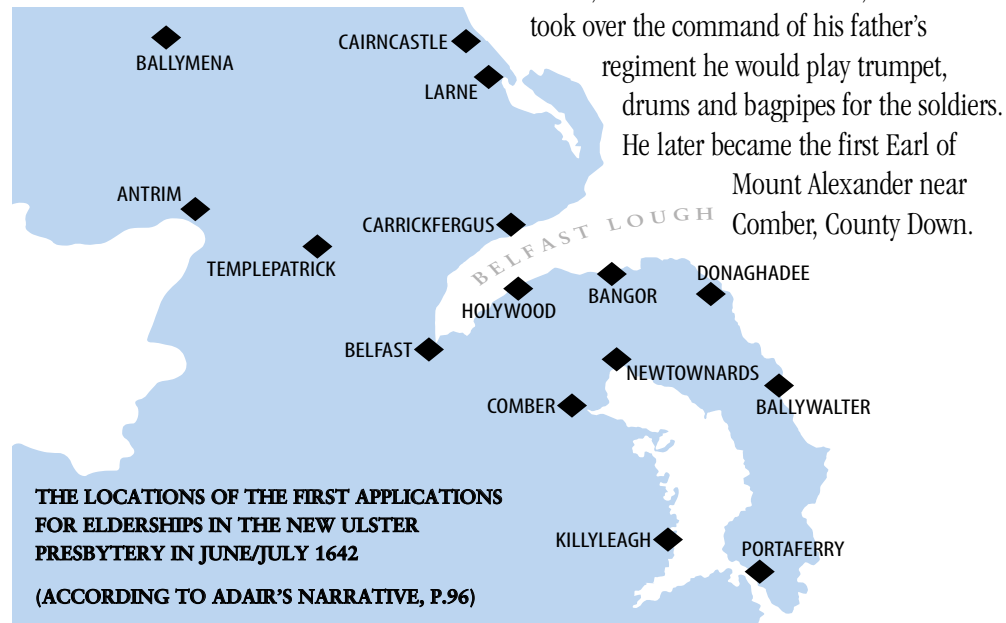 took over the command of his father's
regiment he would play trumpet,
drums and bagpipes for the soldiers.
He later became the first Earl of
Mount Alexander near
Comber, County Down.
BALLYMENA
CAIRNCASTLE
LARNE
ANTRIM
CARRICKFERGUS
TEMPLEPATRICK
BELFAST LOUGH
DONAGHADEE
BANGOR
HOLYWOOD
BELFAST
NEWTOWNARDS
COMBER
BALLYWALTER
KILLYLEAGH
PORTAFERRY
THE LOCATIONS OF THE FIRST APPLICATIONS
FOR ELDERSHIPS IN THE NEW ULSTER
PRESBYTERY IN JUNE/JULY 1642
(ACCORDING TO ADAIR'S NARRATIVE, P.96)